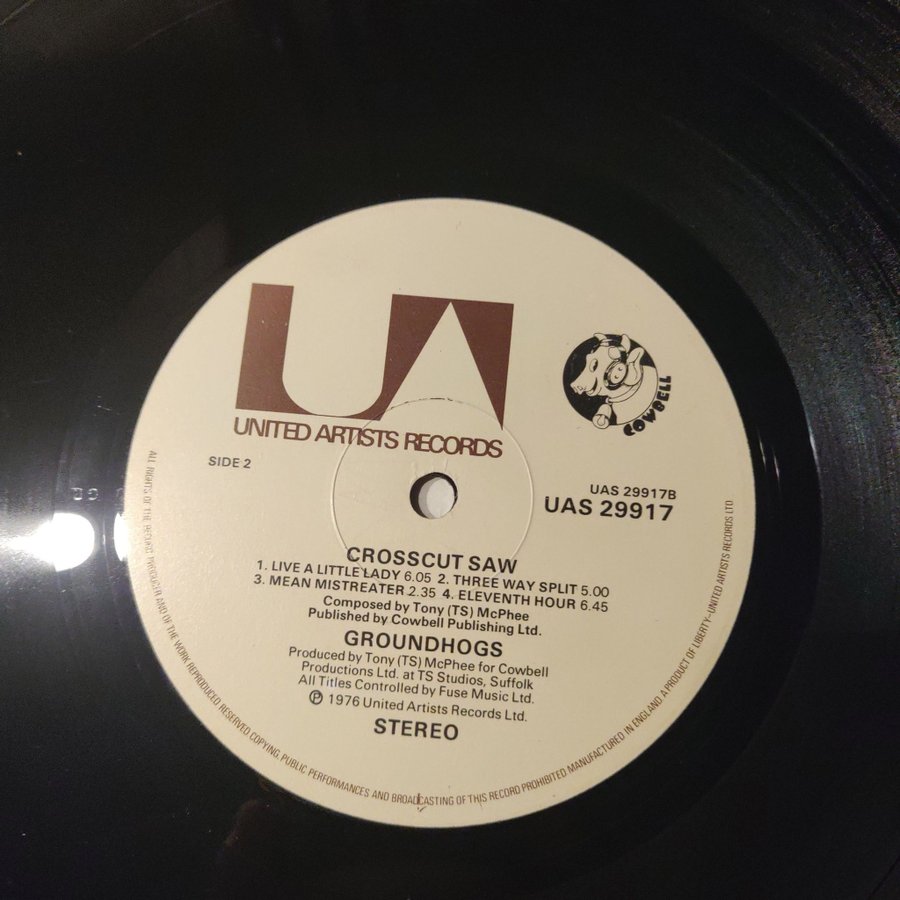 UA
UNITED ARTISTS RECORDS
COWBELL
SIDE 2
UAS 29917B
UAS 29917
CROSSCUT SAW
1. LIVE A LITTLE LADY 6.05 2. THREE WAY SPLIT 5.00
3. MEAN MISTREATER 2.35 4. ELEVENTH HOUR 6.45
Composed by Tony (TS) McPhee
Published by Cowbell Publishing Ltd.
GROUNDHOGS
Produced by Tony (TS) McPhee for Cowbell
Productions Ltd. at TS Studios, Suffolk
All Titles Controlled by Fuse Music Ltd.
Ⓟ 1976 United Artists Records Ltd.
STEREO
ALL RIGHTS OF THE RECORD PRODUCER AND OF THE WORK REPRODUCED RESERVED COPYING, PUBLIC PERFORMANCES AND BROADCASTING OF THIS RECORD PROHIBITED MANUFACTURED IN ENGLAND A PRODUCT OF LIBERTY–UNITED ARTISTS RECORDS LTD